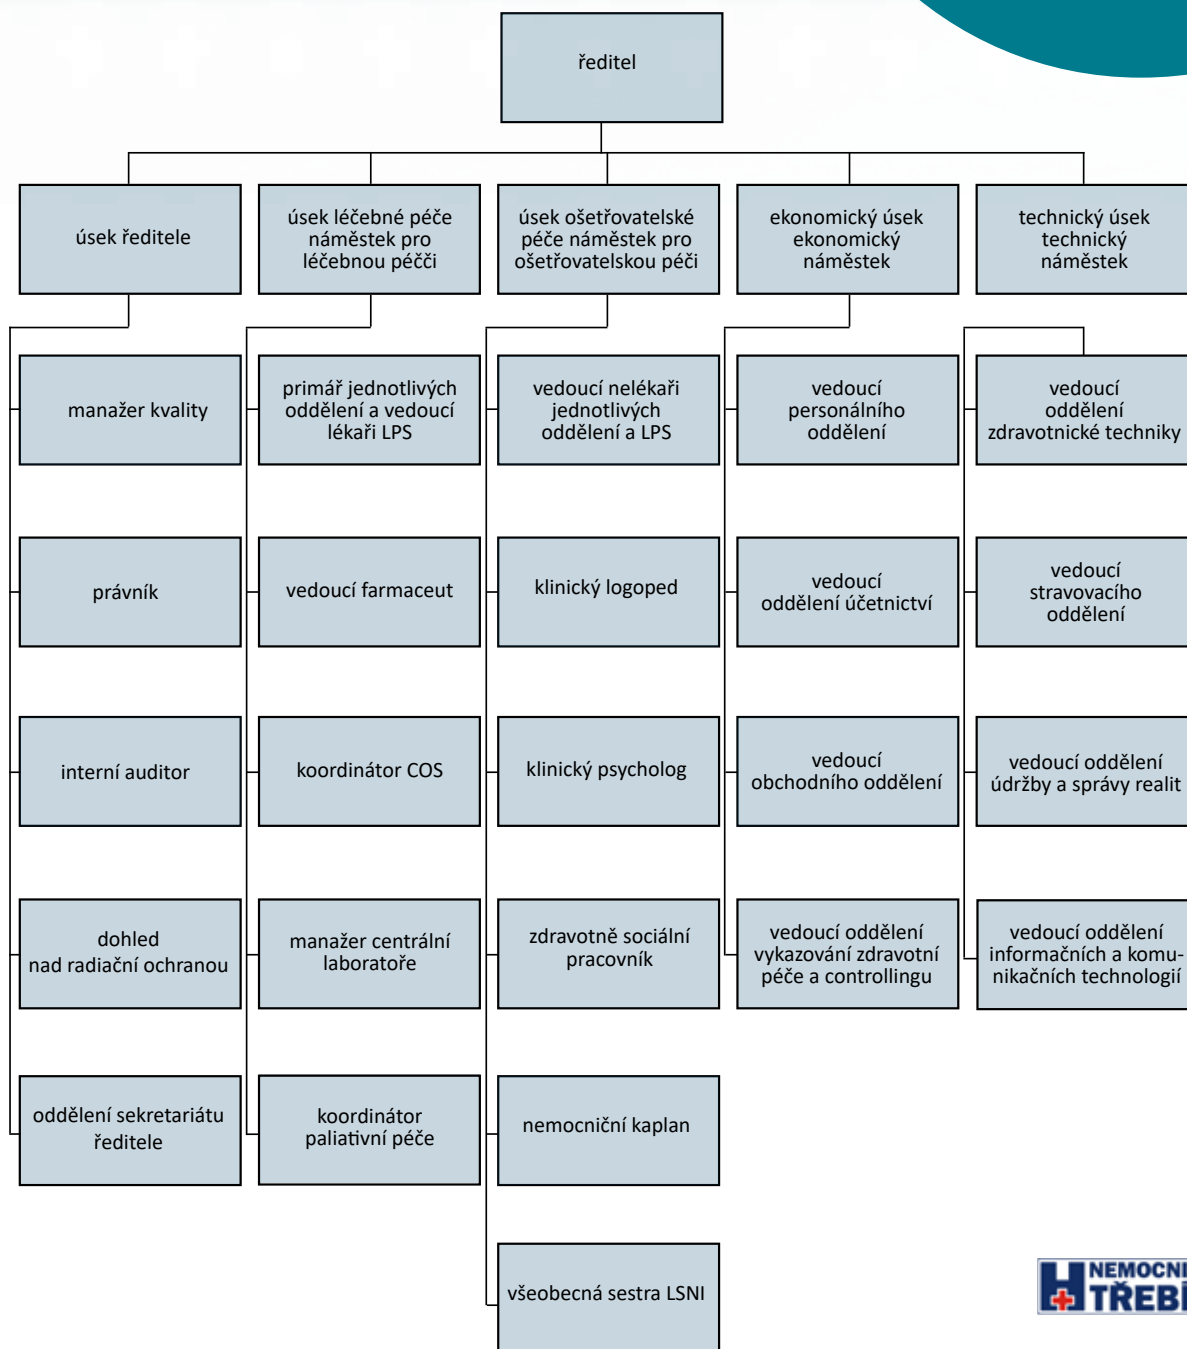 ředitel
úsek ředitele
úsek léčebné péče
náměstek pro
léčebnou péčči
úsek ošetřovatelské
péče náměstek pro
ošetřovatelskou péči
ekonomický úsek
ekonomický
náměstek
technický úsek
technický
náměstek
manažer kvality
primář jednotlivých
oddělení a vedoucí
lékaři LPS
vedoucí nelékaři
jednotlivých
oddělení a LPS
vedoucí
personálního
oddělení
vedoucí
oddělení
zdravotnické techniky
právník
vedoucí farmaceut
klinický logoped
vedoucí
oddělení účetnictví
vedoucí
stravovacího
oddělení
interní auditor
koordinátor COS
klinický psycholog
vedoucí
obchodního oddělení
vedoucí oddělení
údržby a správy realit
dohled
nad radiační ochranou
manažer centrální
laboratoře
zdravotně sociální
pracovník
vedoucí oddělení
vykazování zdravotní
péče a controllingu
vedoucí oddělení
informačních a komu-
nikačních technologií
oddělení sekretariátu
ředitele
koordinátor
paliativní péče
nemocniční kaplan
všeobecná sestra LSNI
NEMOCNI
TŘEBÍ